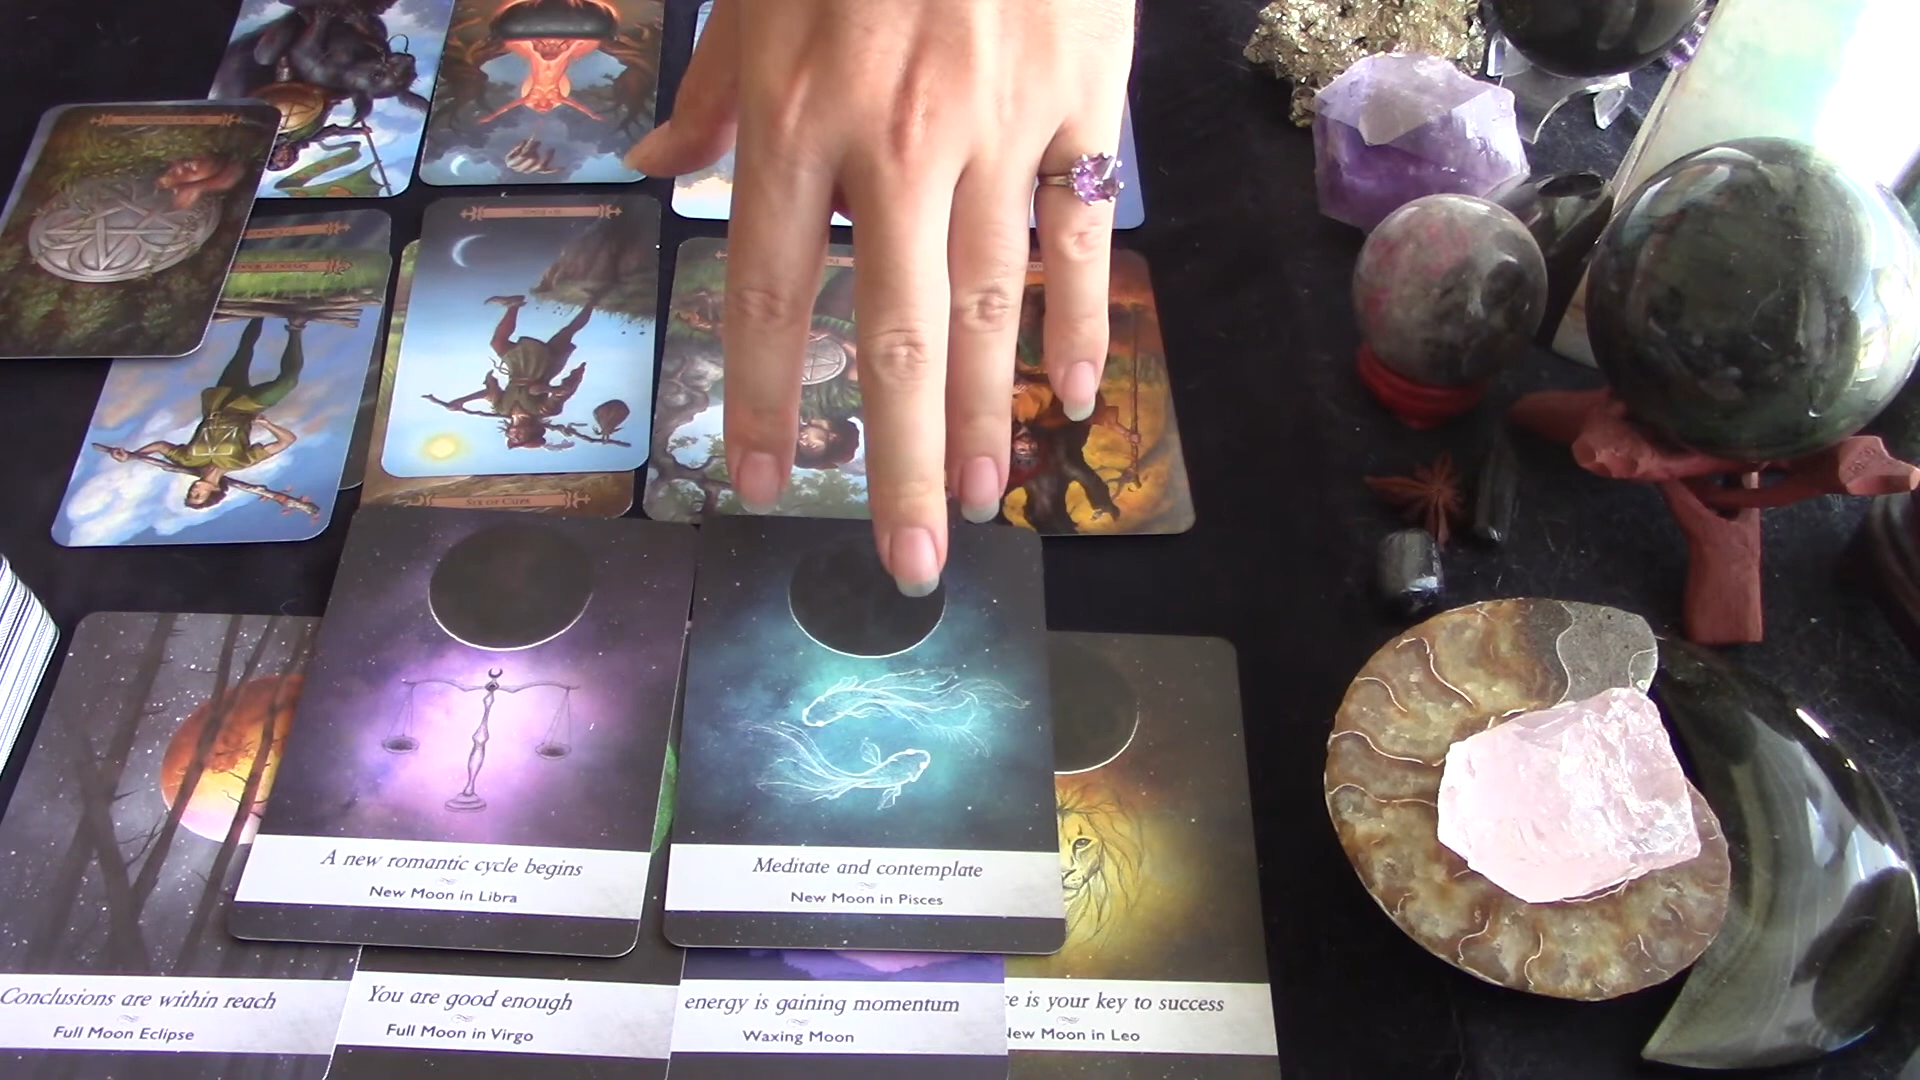 Six of Cups
A new romantic cycle begins
New Moon in Libra
Meditate and contemplate
New Moon in Pisces
Conclusions are within reach
Full Moon Eclipse
You are good enough
Full Moon in Virgo
energy is gaining momentum
Waxing Moon
is your key to success
New Moon in Leo